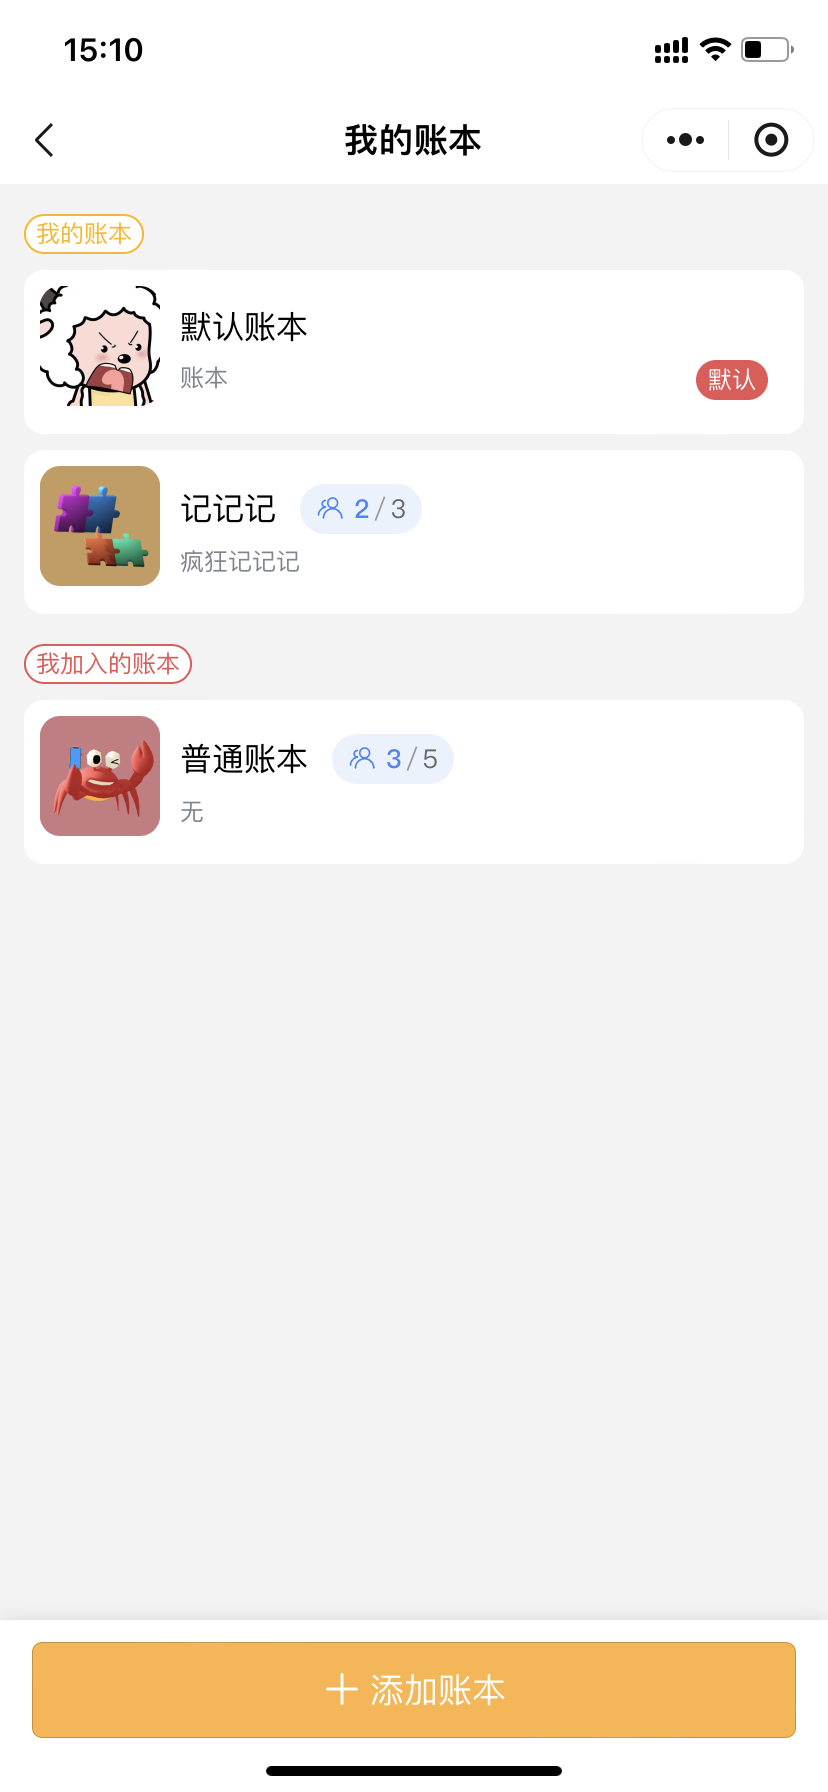 15:10
我的账本
我的账本
默认账本
账本
默认
记记记 2/3
疯狂记记记
我加入的账本
普通账本 3/5
无
添加账本